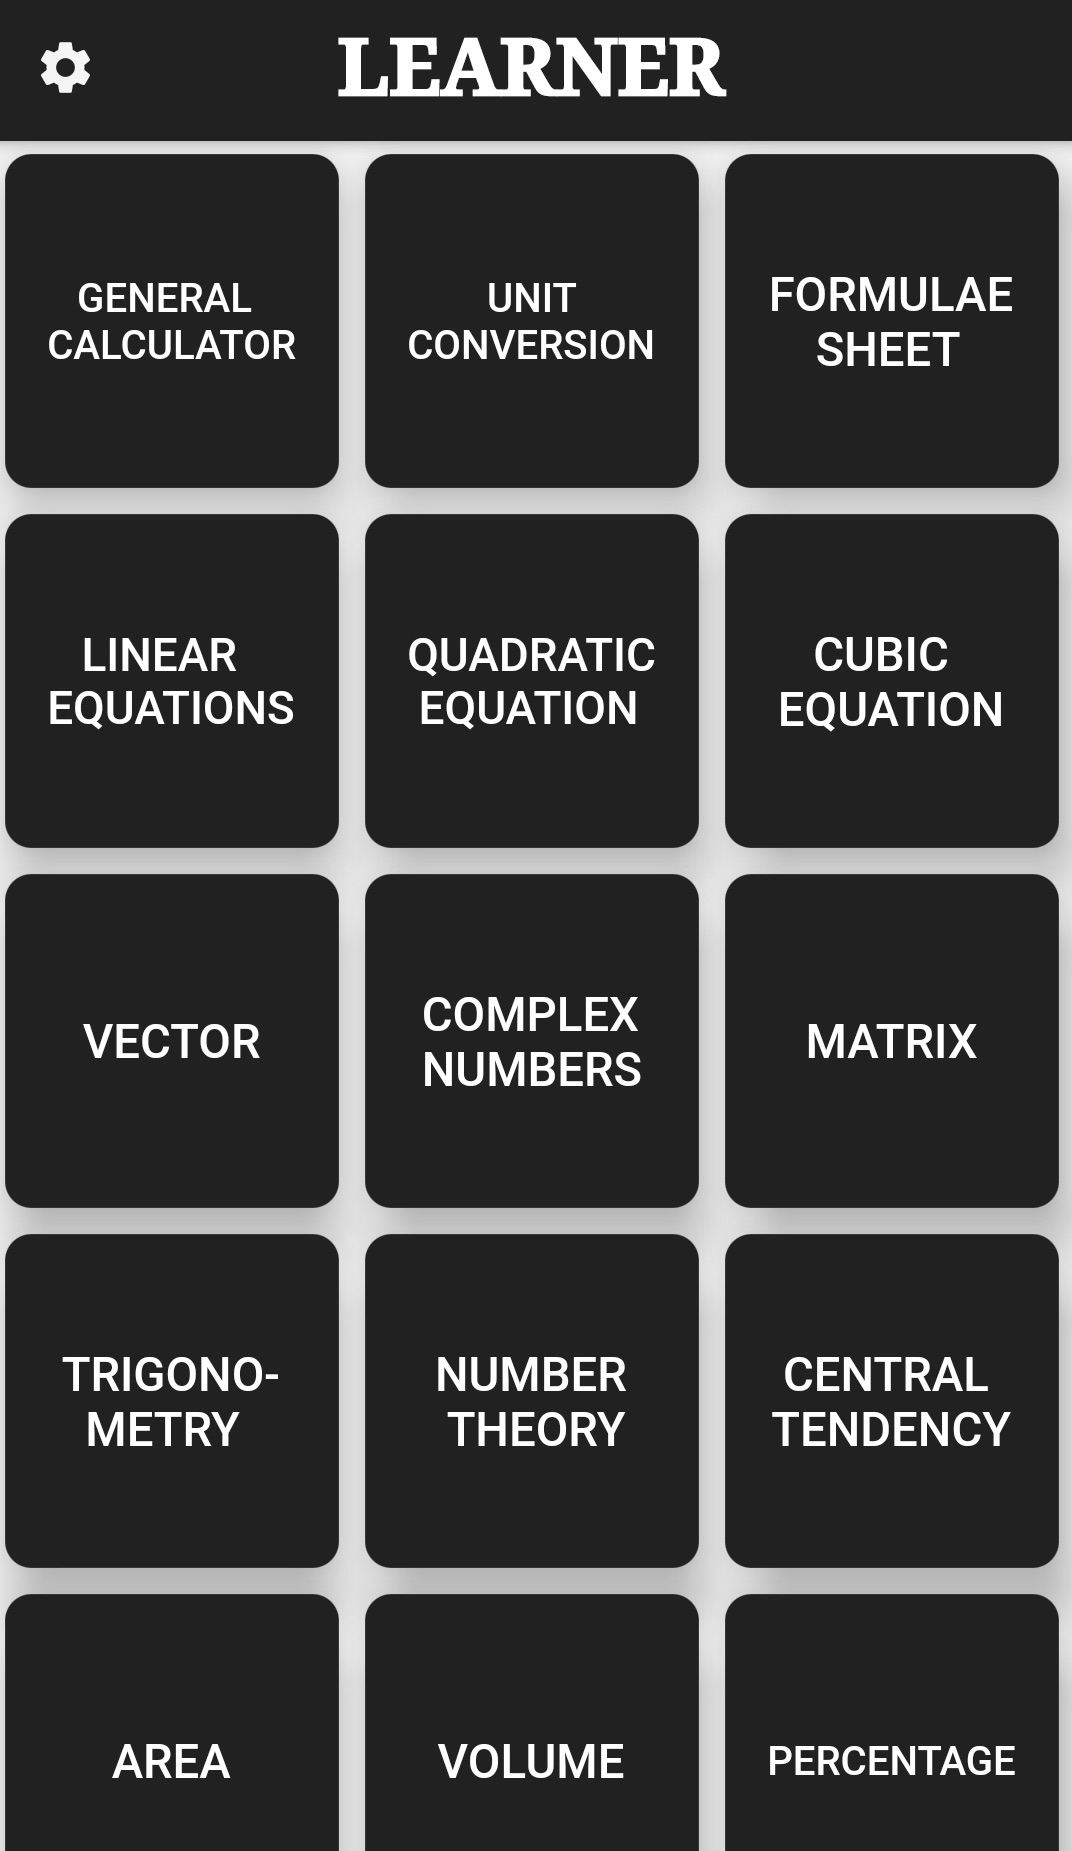 LEARNER
GENERAL
CALCULATOR
UNIT
CONVERSION
FORMULAE
SHEET
LINEAR
EQUATIONS
QUADRATIC
EQUATION
CUBIC
EQUATION
VECTOR
COMPLEX
NUMBERS
MATRIX
TRIGONO-
METRY
NUMBER
THEORY
CENTRAL
TENDENCY
AREA
VOLUME
PERCENTAGE